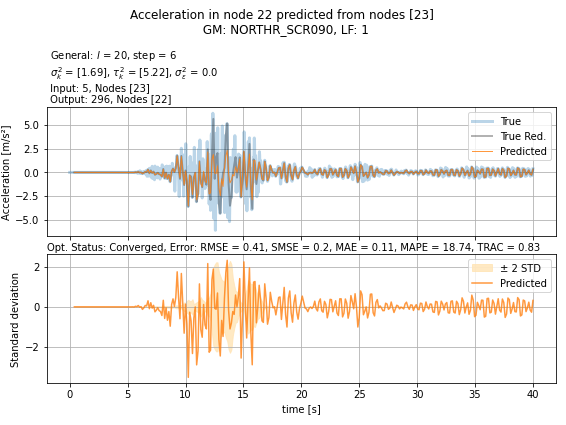 Acceleration in node 22 predicted from nodes [23]
GM: NORTHR_SCR090, LF: 1
General: l = 20, step = 6
σ²ₖ = [1.69], τ²ₖ = [5.22], σ²ε = 0.0
Input: 5, Nodes [23]
Output: 296, Nodes [22]
5.0
2.5
0.0
−2.5
−5.0
Acceleration [m/s²]
True
True Red.
Predicted
Opt. Status: Converged, Error: RMSE = 0.41, SMSE = 0.2, MAE = 0.11, MAPE = 18.74, TRAC = 0.83
2
0
−2
Standard deviation
± 2 STD
Predicted
0 5 10 15 20 25 30 35 40
time [s]